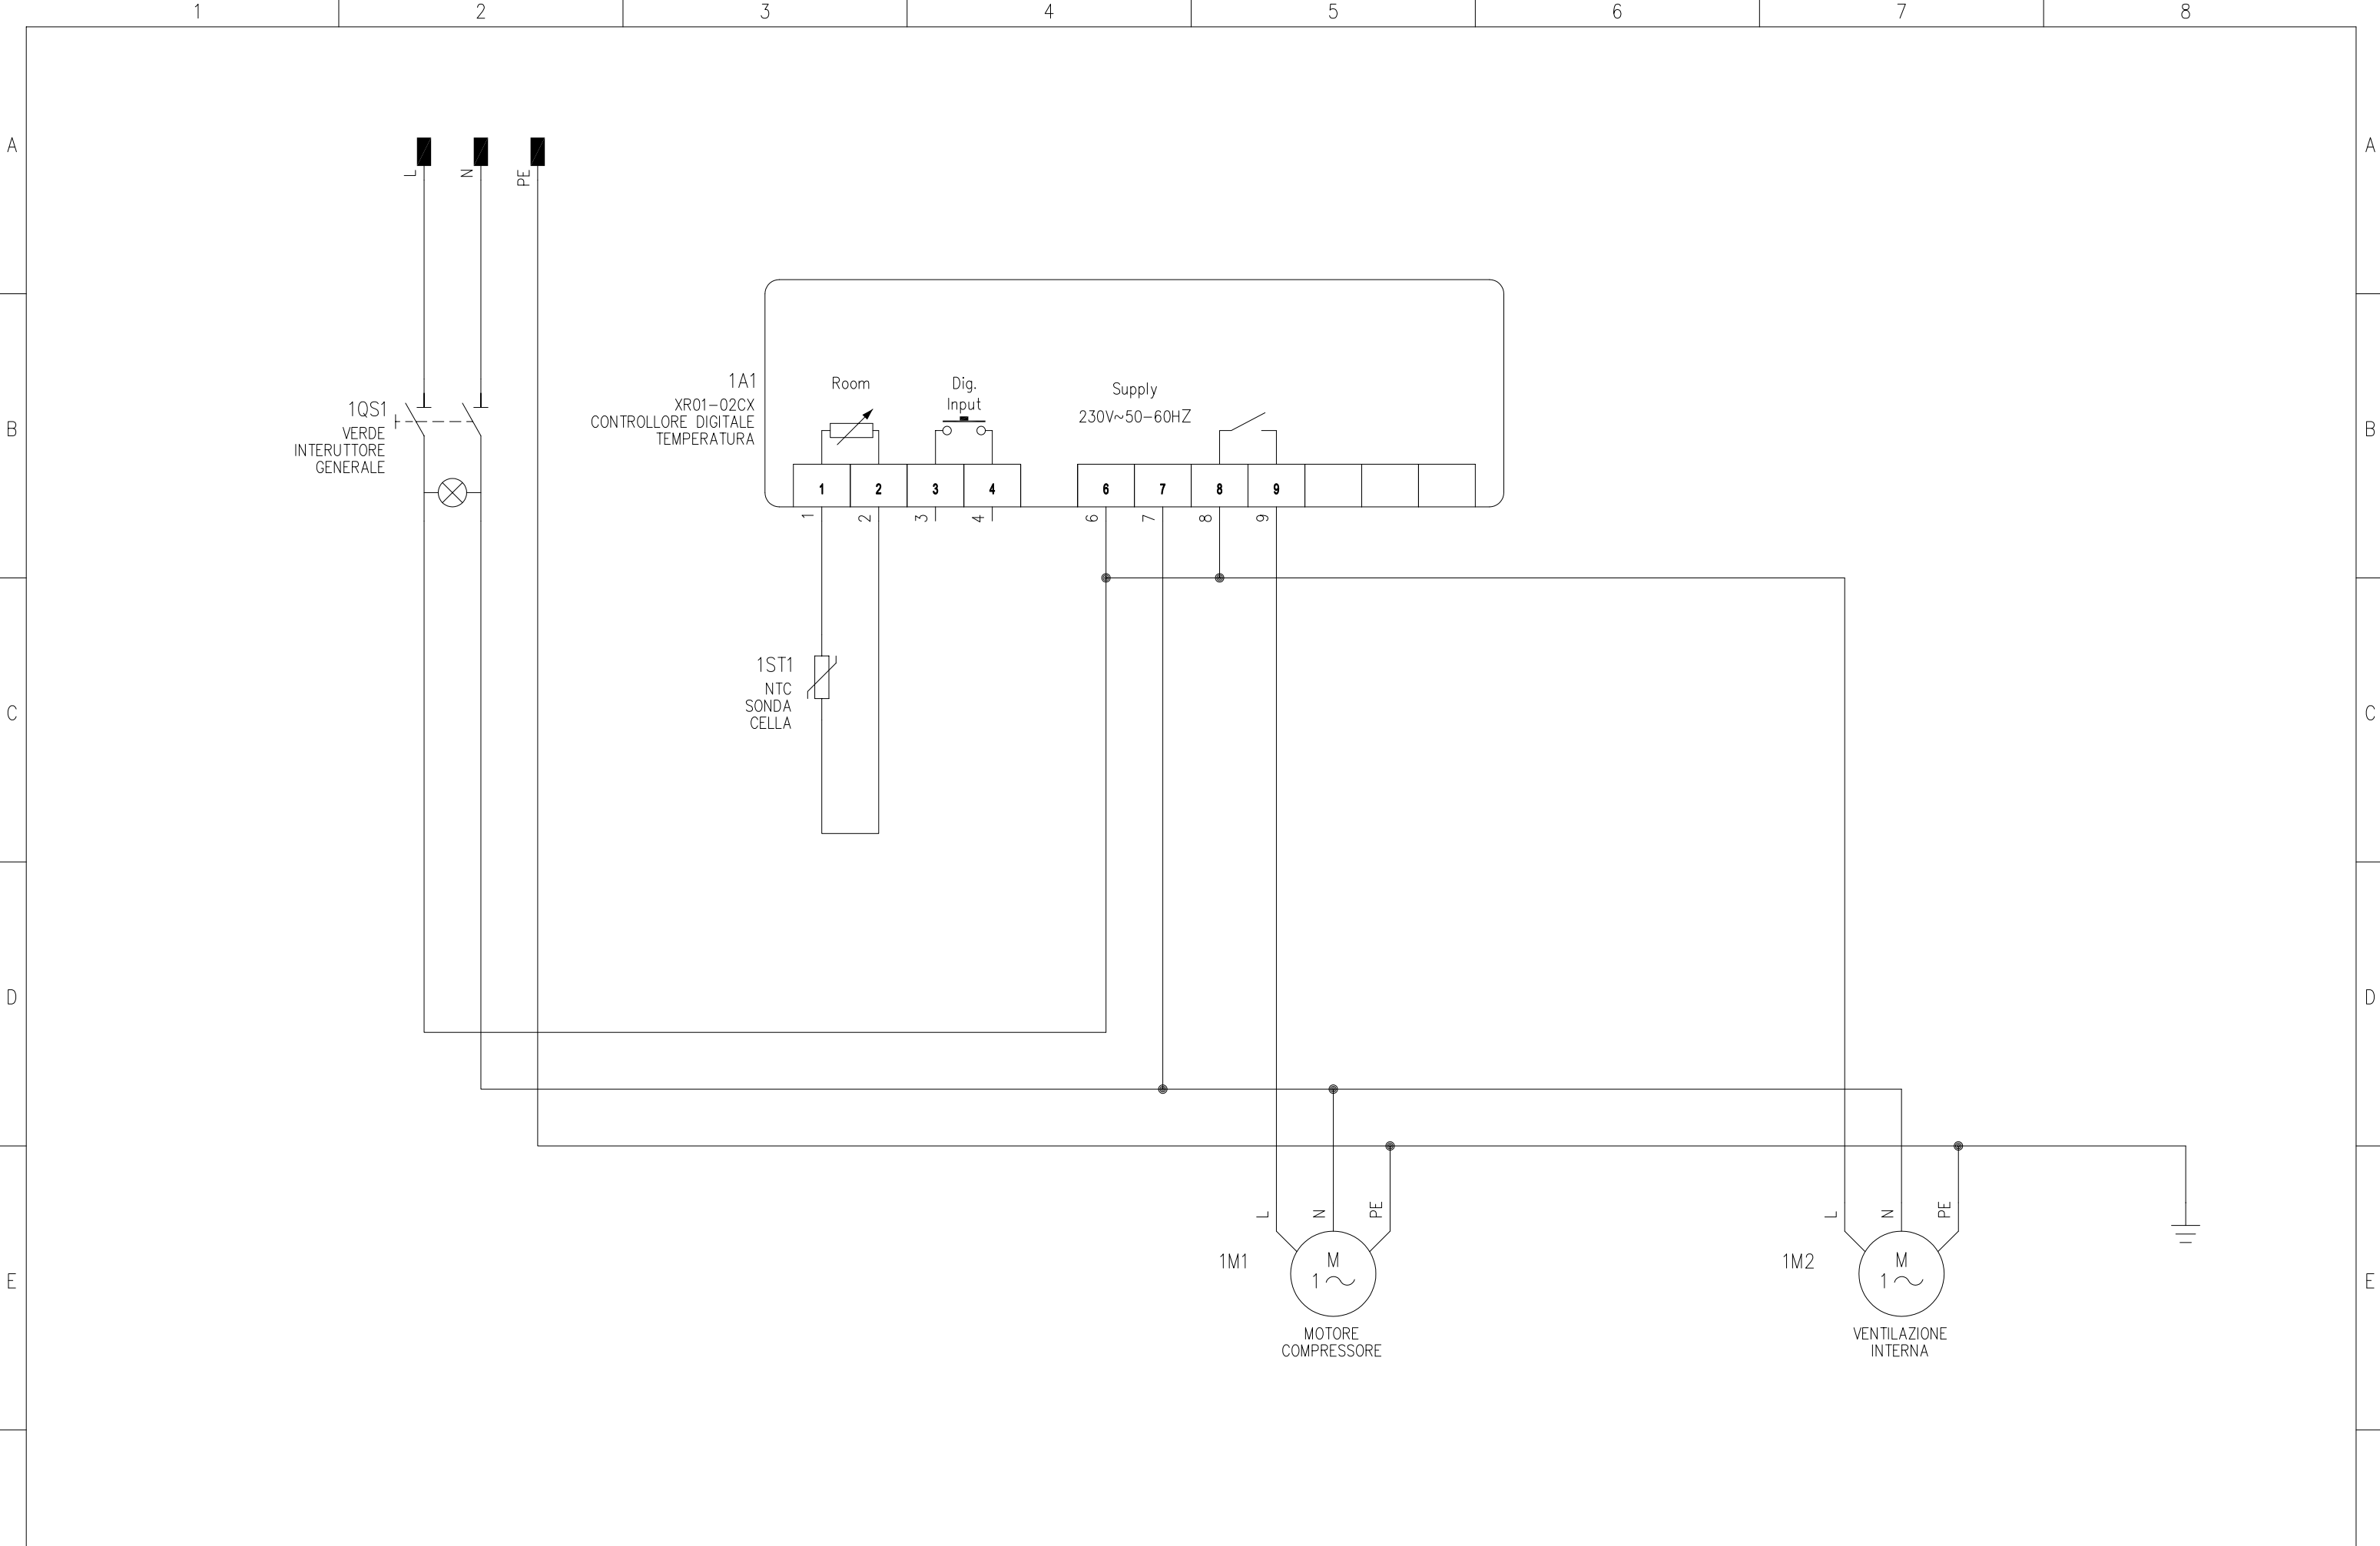 1 2 3 4 5 6 7 8
A A
L N PE
1A1
XR01-02CX
CONTROLLORE DIGITALE
TEMPERATURA
Room
Dig.
Input
Supply
230V~50-60HZ
1QS1
VERDE
INTERUTTORE
GENERALE
B B
1 2 3 4 6 7 8 9
1 2 3 4 6 7 8 9
1ST1
NTC
SONDA
CELLA
C C
D D
L N PE L N PE
1M1
M
1
MOTORE
COMPRESSORE
1M2
M
1
VENTILAZIONE
INTERNA
E E